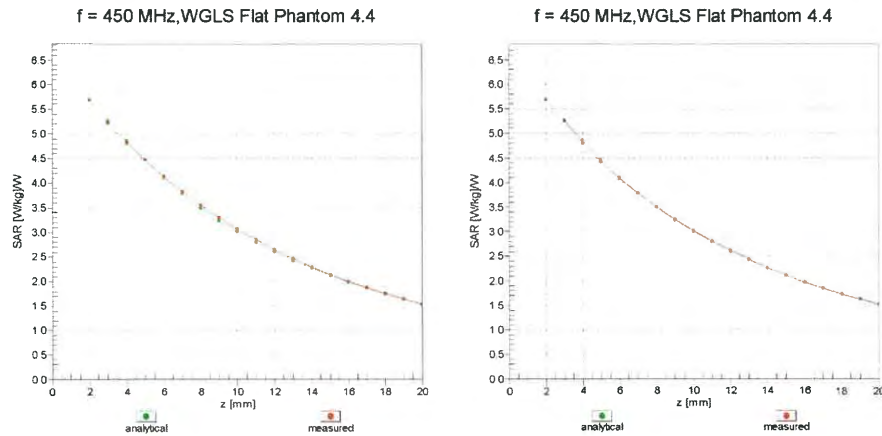 f = 450 MHz,WGLS Flat Phantom 4.4
SAR [W/kg]/W
6.5
6.0
5.5
5.0
4.5
4.0
3.5
3.0
2.5
2.0
1.5
1.0
0.5
0.0
0 2 4 6 8 10 12 14 16 18 20
z [mm]
analytical measured
f = 450 MHz,WGLS Flat Phantom 4.4
SAR [W/kg]/W
6.5
6.0
5.5
5.0
4.5
4.0
3.5
3.0
2.5
2.0
1.5
1.0
0.5
0.0
0 2 4 6 8 10 12 14 16 18 20
z [mm]
analytical measured